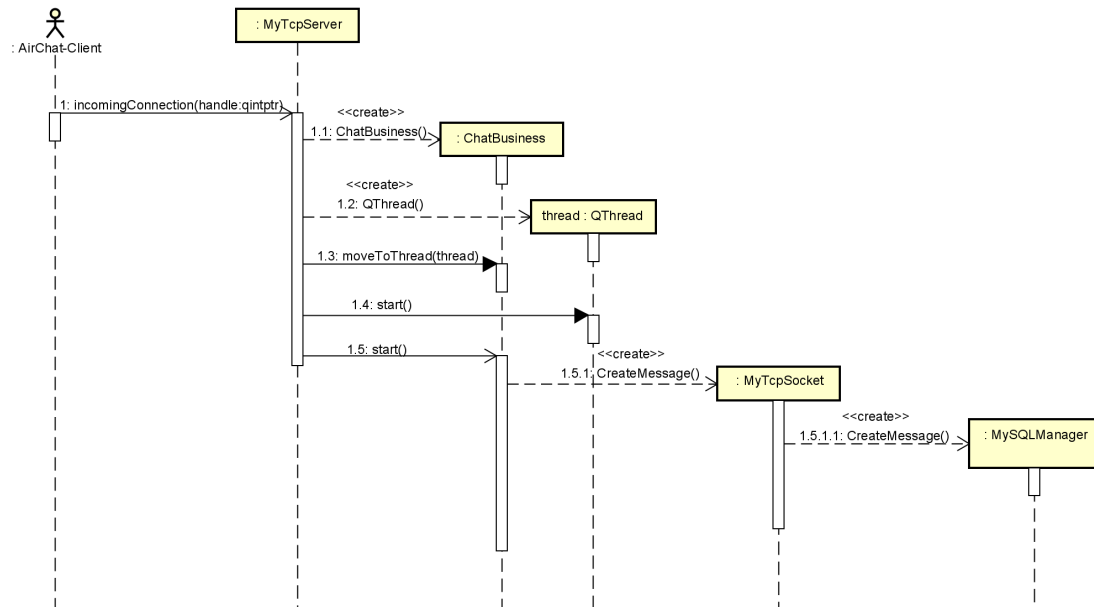 : MyTcpServer
: AirChat-Client
1: incomingConnection(handle:qintptr)
<<create>>
1.1: ChatBusiness()
: ChatBusiness
<<create>>
1.2: QThread()
thread : QThread
1.3: moveToThread(thread)
1.4: start()
1.5: start()
<<create>>
1.5.1: CreateMessage()
: MyTcpSocket
<<create>>
1.5.1.1: CreateMessage()
: MySQLManager